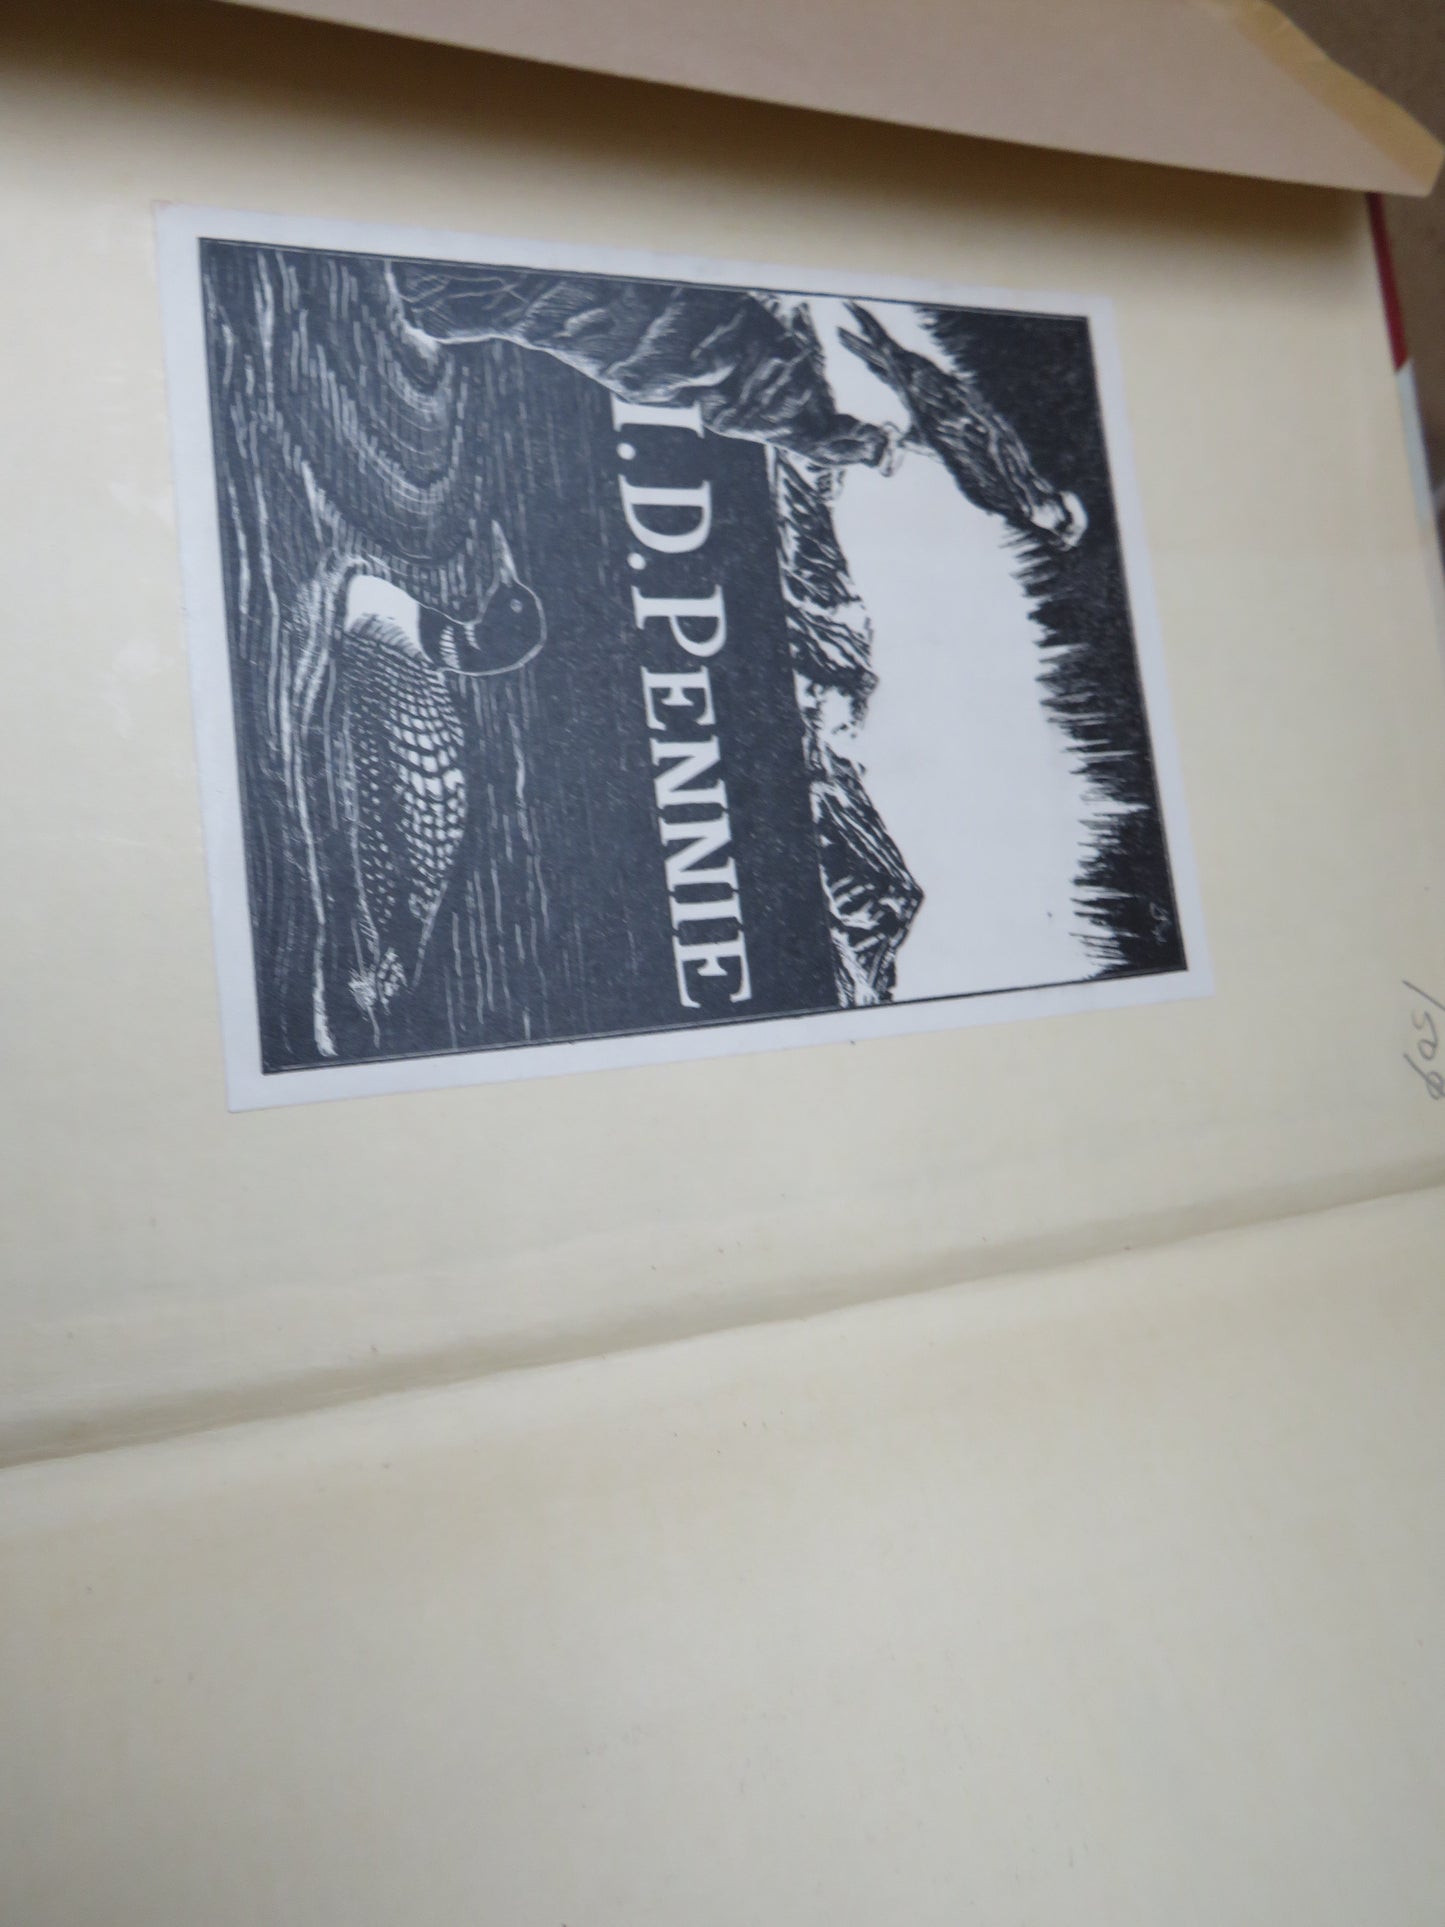 I. D. PENNIE